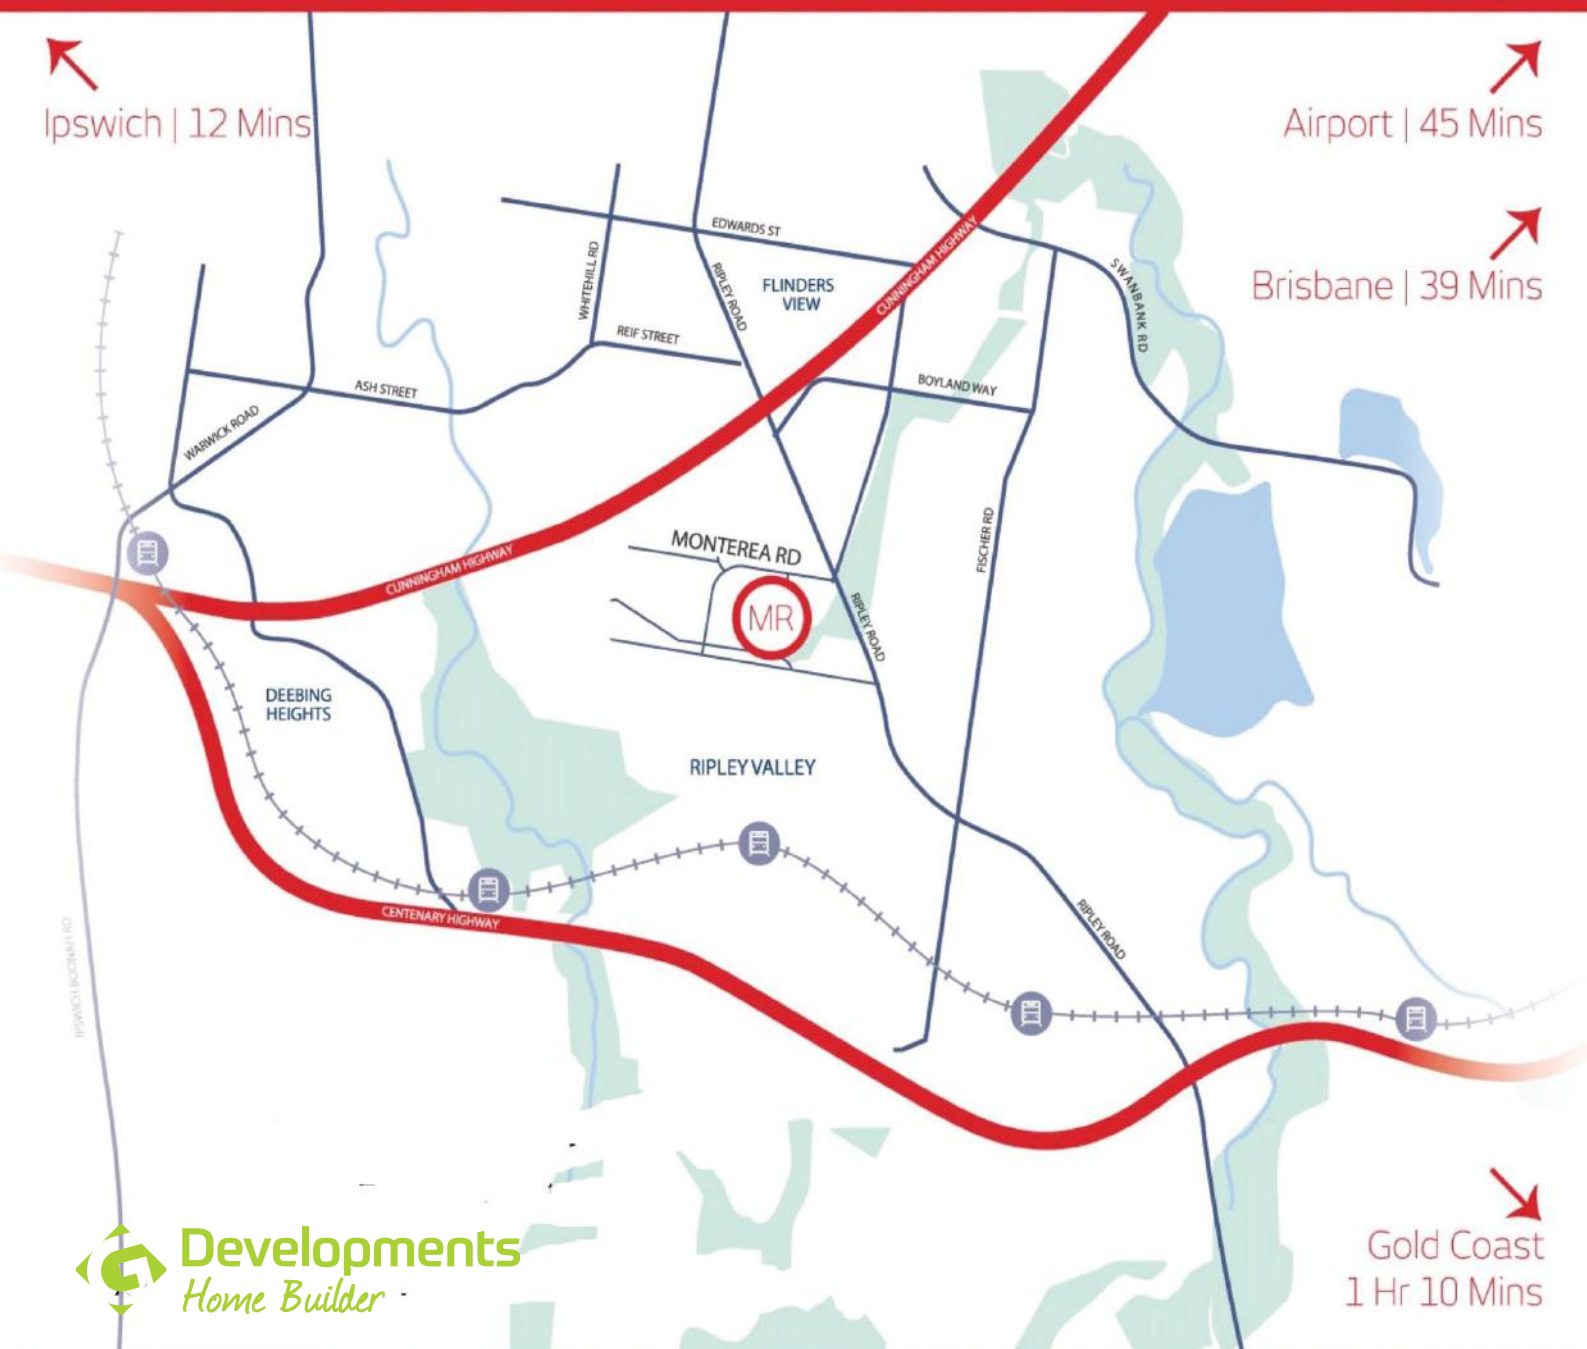 Ipswich | 12 Mins
Airport | 45 Mins
Brisbane | 39 Mins
EDWARDS ST
WHITEHILL RD
RIPLEY ROAD
FLINDERS
VIEW
CUNNINGHAM HIGHWAY
SWANBANK RD
REIF STREET
ASH STREET
BOYLAND WAY
WARWICK ROAD
FISCHER RD
MONTEREA RD
CUNNINGHAM HIGHWAY
MR
RIPLEY ROAD
DEEBING
HEIGHTS
RIPLEY VALLEY
CENTENARY HIGHWAY
RIPLEY ROAD
IPSWICH BOONAH RD
Gold Coast
1 Hr 10 Mins
G Developments
Home Builder